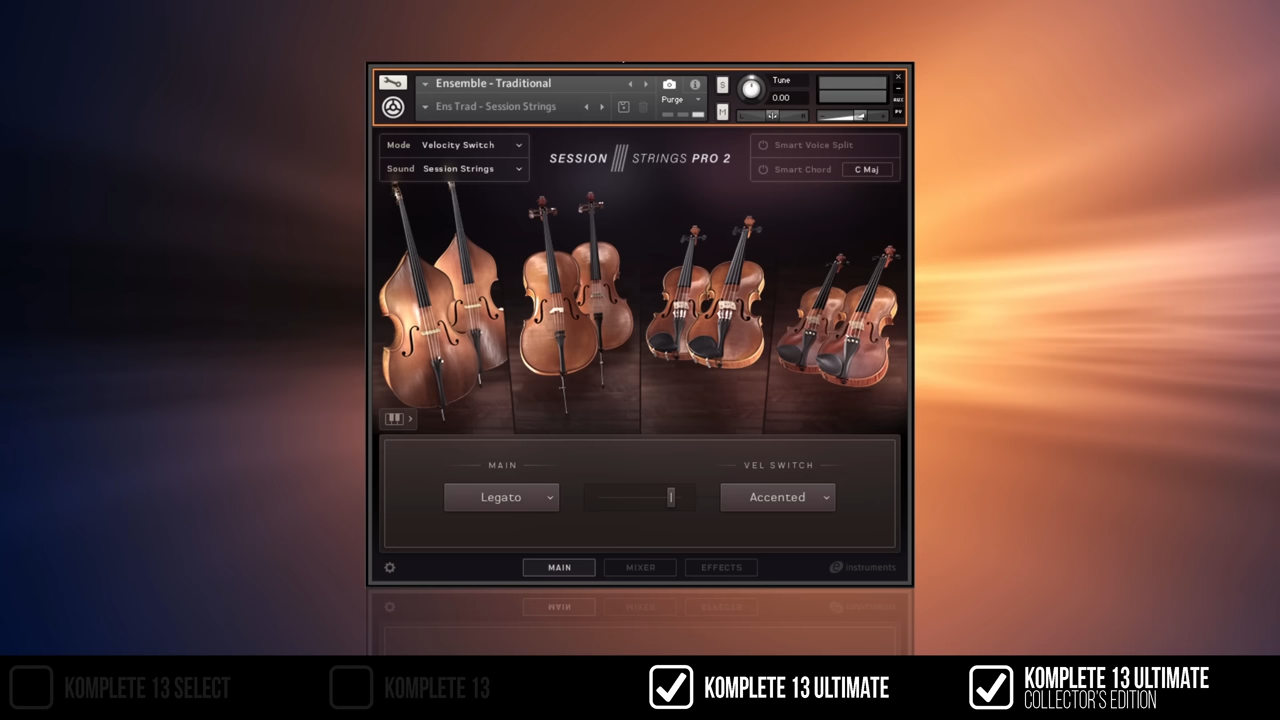 Ensemble - Traditional
Ens Trad - Session Strings
Purge
S
M
Tune
0.00
L
R
AUX
PV
Mode Velocity Switch
Sound Session Strings
SESSION STRINGS PRO 2
Smart Voice Split
Smart Chord C Maj
MAIN
VEL SWITCH
Legato
Accented
MAIN
MIXER
EFFECTS
e instruments
KOMPLETE 13 SELECT
KOMPLETE 13
KOMPLETE 13 ULTIMATE
KOMPLETE 13 ULTIMATE
COLLECTOR'S EDITION